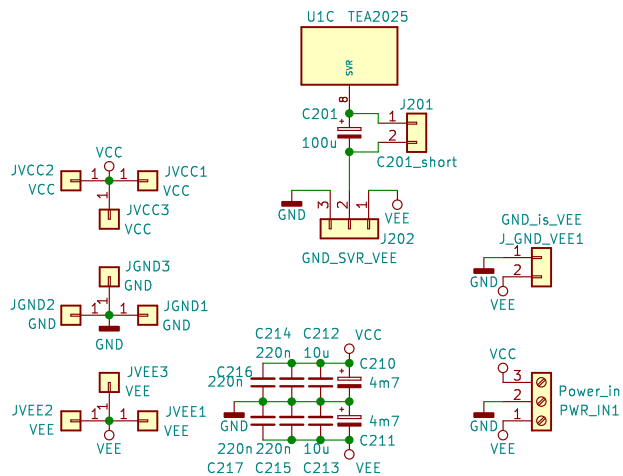 U1C TEA2025
SVR
8
C201
100u
J201
1
2
C201_short
JVCC2
VCC
1
VCC
1
JVCC1
VCC
1
JVCC3
VCC
GND
3
2
1
VEE
J202
GND_SVR_VEE
GND_is_VEE
J_GND_VEE1
1
GND
2
VEE
JGND3
GND
1
JGND2
GND
1
1
JGND1
GND
GND
C214
220n
C212
10u
VCC
C210
4m7
C216
220n
GND
4m7
C211
220n
220n
10u
C217
C215
C213
VEE
JVEE3
VEE
1
JVEE2
VEE
1
1
JVEE1
VEE
VEE
VCC
3
GND
2
VEE
1
Power_in
PWR_IN1